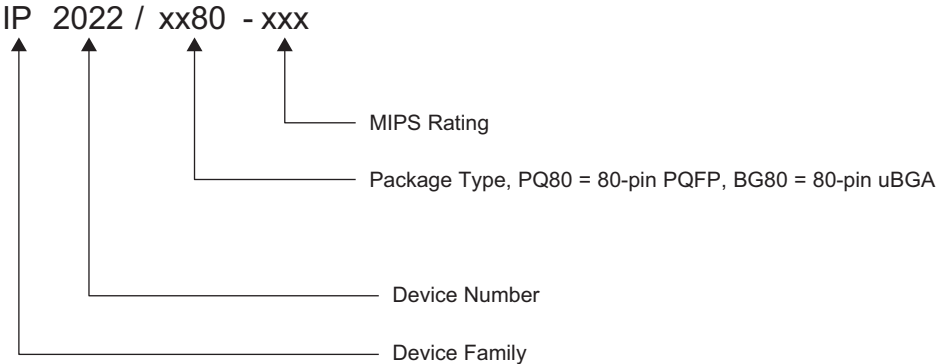 IP 2022 / xx80 - xxx
MIPS Rating
Package Type, PQ80 = 80-pin PQFP, BG80 = 80-pin uBGA
Device Number
Device Family